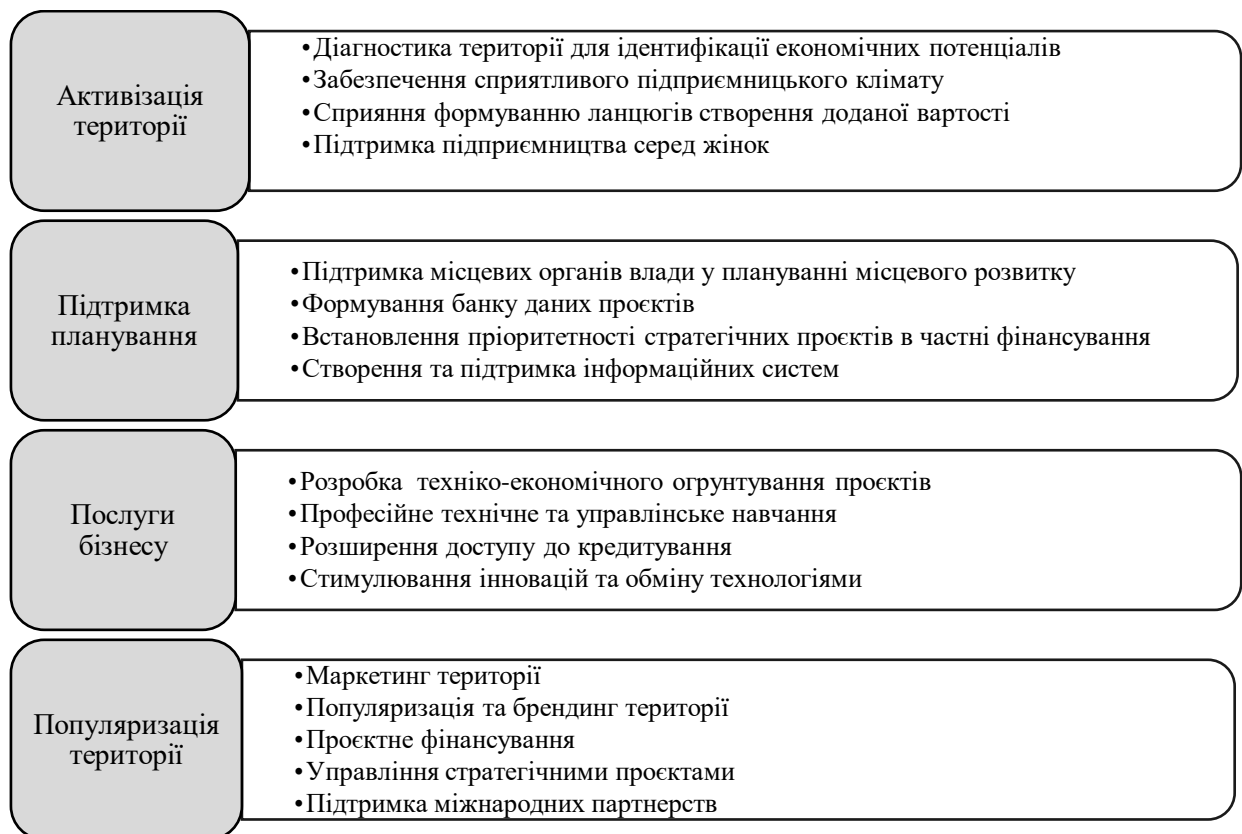 Активізація
території
•Діагностика території для ідентифікації економічних потенціалів
•Забезпечення сприятливого підприємницького клімату
•Сприяння формуванню ланцюгів створення доданої вартості
•Підтримка підприємництва серед жінок
Підтримка
планування
•Підтримка місцевих органів влади у плануванні місцевого розвитку
•Формування банку даних проєктів
•Встановлення пріоритетності стратегічних проєктів в частні фінансування
•Створення та підтримка інформаційних систем
Послуги
бізнесу
•Розробка техніко-економічного огрунтування проєктів
•Професійне технічне та управлінське навчання
•Розширення доступу до кредитування
•Стимулювання інновацій та обміну технологіями
Популяризація
території
•Маркетинг території
•Популяризація та брендинг території
•Проєктне фінансування
•Управління стратегічними проєктами
•Підтримка міжнародних партнерств